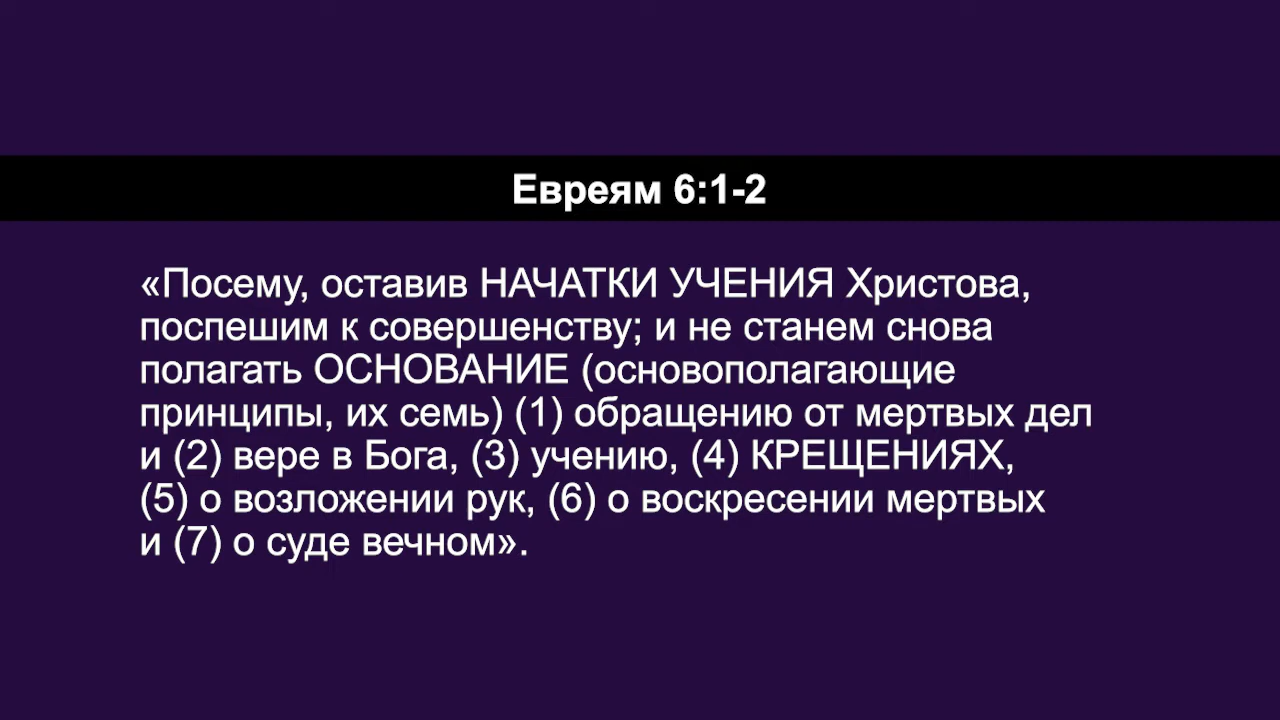 Евреям 6:1-2
«Посему, оставив НАЧАТКИ УЧЕНИЯ Христова,
поспешим к совершенству; и не станем снова
полагать ОСНОВАНИЕ (основополагающие
принципы, их семь) (1) обращению от мертвых дел
и (2) вере в Бога, (3) учению, (4) КРЕЩЕНИЯХ,
(5) о возложении рук, (6) о воскресении мертвых
и (7) о суде вечном».